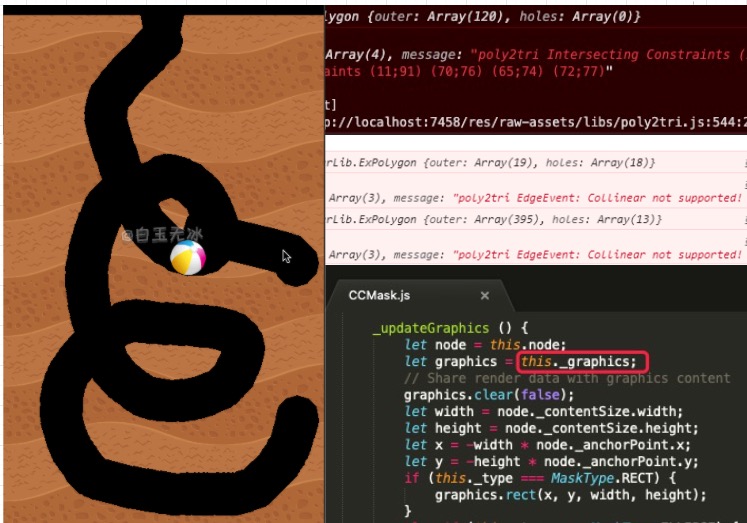 @白玉无冰
lygon {outer: Array(120), holes: Array(0)}
Array(4), message: "poly2tri Intersecting Constraints (
aints (11;91) (70;76) (65;74) (72;77)"
t]
p://localhost:7458/res/raw-assets/libs/poly2tri.js:544:2
rLib.ExPolygon {outer: Array(19), holes: Array(18)}
Array(3), message: "poly2tri EdgeEvent: Collinear not supported!
rLib.ExPolygon {outer: Array(395), holes: Array(13)}
Array(3), message: "poly2tri EdgeEvent: Collinear not supported!
CCMask.js ×
_updateGraphics () {
let node = this.node;
let graphics = this._graphics;
// Share render data with graphics content
graphics.clear(false);
let width = node._contentSize.width;
let height = node._contentSize.height;
let x = -width * node._anchorPoint.x;
let y = -height * node._anchorPoint.y;
if (this._type === MaskType.RECT) {
graphics.rect(x, y, width, height);
}